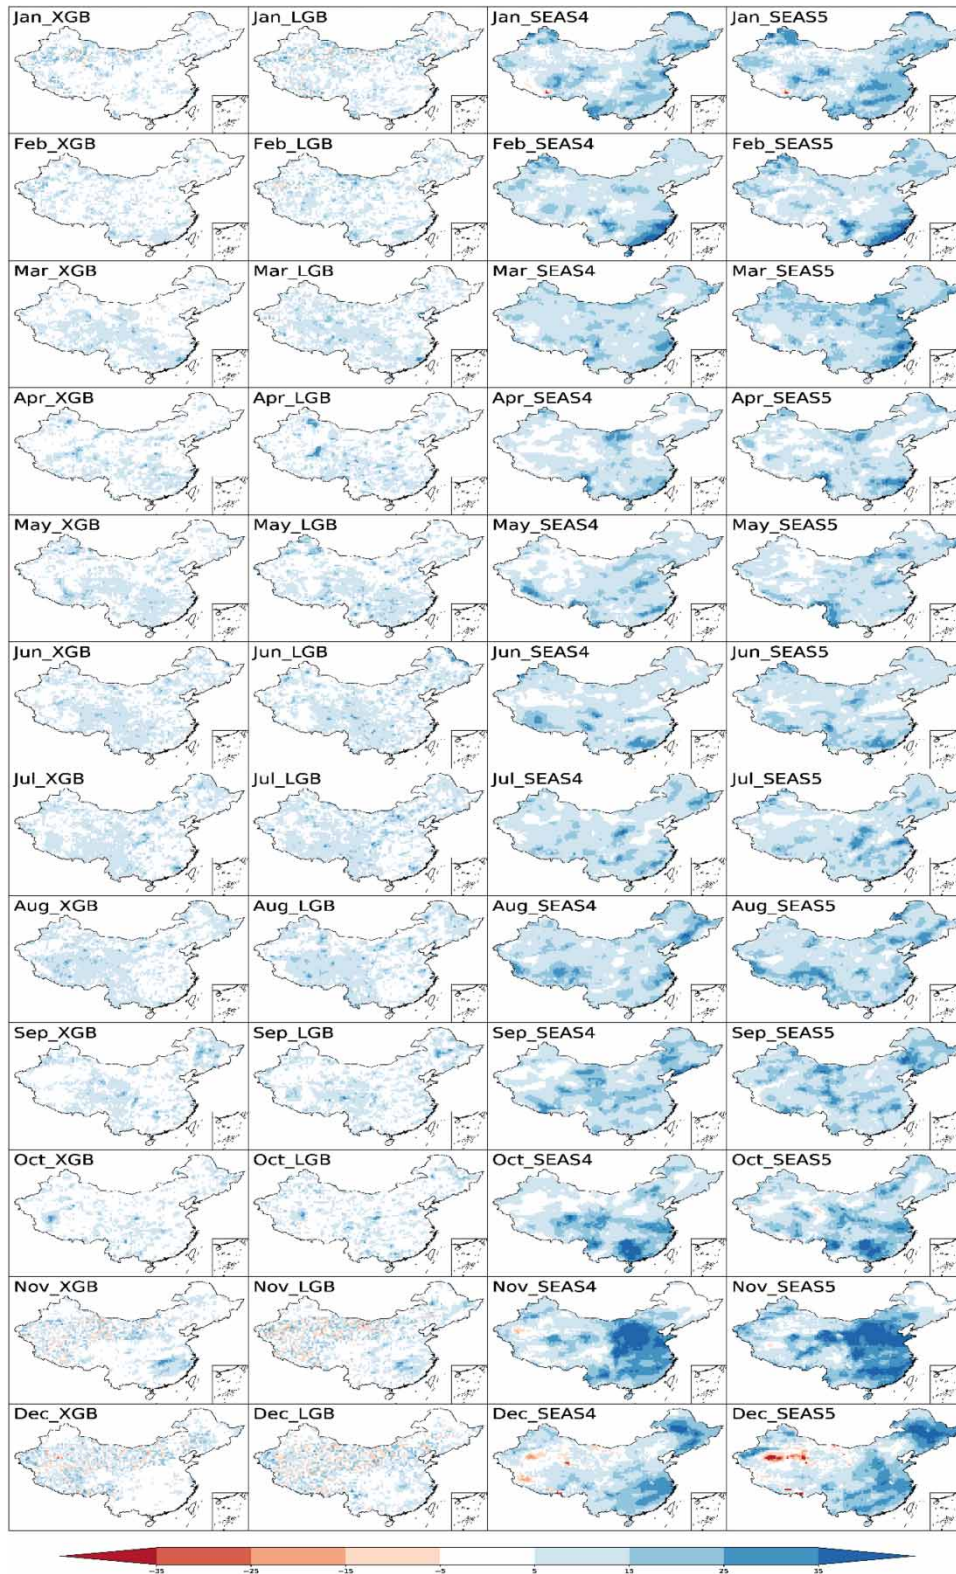 Jan_XGB Jan_LGB Jan_SEAS4 Jan_SEAS5
Feb_XGB Feb_LGB Feb_SEAS4 Feb_SEAS5
Mar_XGB Mar_LGB Mar_SEAS4 Mar_SEAS5
Apr_XGB Apr_LGB Apr_SEAS4 Apr_SEAS5
May_XGB May_LGB May_SEAS4 May_SEAS5
Jun_XGB Jun_LGB Jun_SEAS4 Jun_SEAS5
Jul_XGB Jul_LGB Jul_SEAS4 Jul_SEAS5
Aug_XGB Aug_LGB Aug_SEAS4 Aug_SEAS5
Sep_XGB Sep_LGB Sep_SEAS4 Sep_SEAS5
Oct_XGB Oct_LGB Oct_SEAS4 Oct_SEAS5
Nov_XGB Nov_LGB Nov_SEAS4 Nov_SEAS5
Dec_XGB Dec_LGB Dec_SEAS4 Dec_SEAS5
−35 −25 −15 −5 5 15 25 35